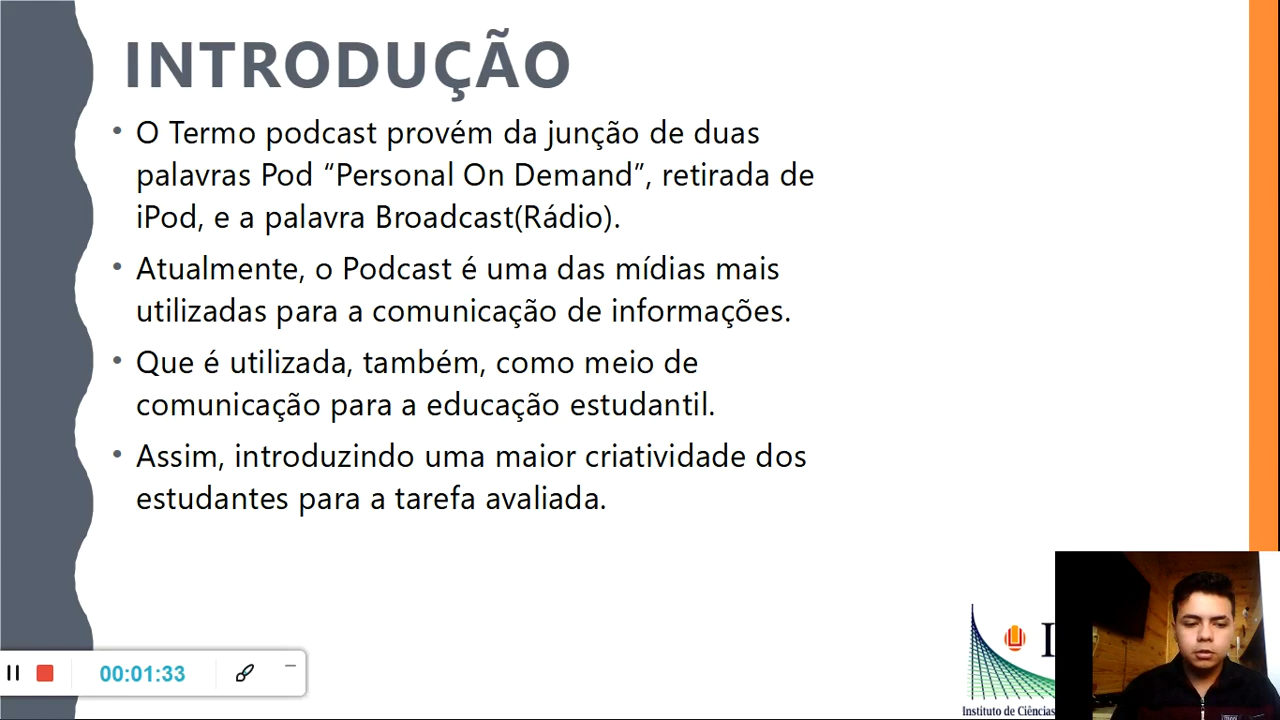 INTRODUÇÃO
• O Termo podcast provém da junção de duas
palavras Pod “Personal On Demand”, retirada de
iPod, e a palavra Broadcast(Rádio).
• Atualmente, o Podcast é uma das mídias mais
utilizadas para a comunicação de informações.
• Que é utilizada, também, como meio de
comunicação para a educação estudantil.
• Assim, introduzindo uma maior criatividade dos
estudantes para a tarefa avaliada.
00:01:33
I
Instituto de Ciências